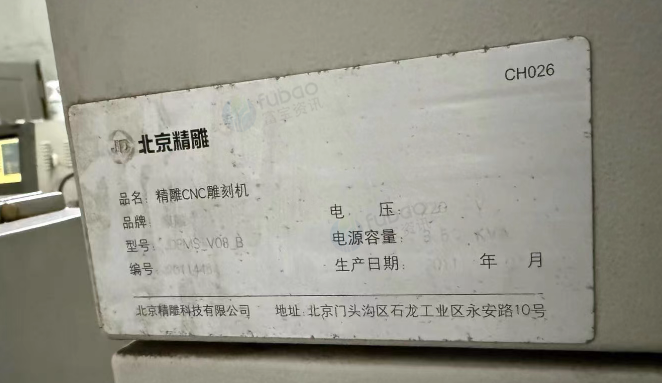 CH026
北京精雕
品名: 精雕CNC雕刻机
品牌:
型号: V08 B
编号
电 压:
电源容量:
生产日期: 年 月
北京精雕科技有限公司 地址: 北京门头沟区石龙工业区永安路10号